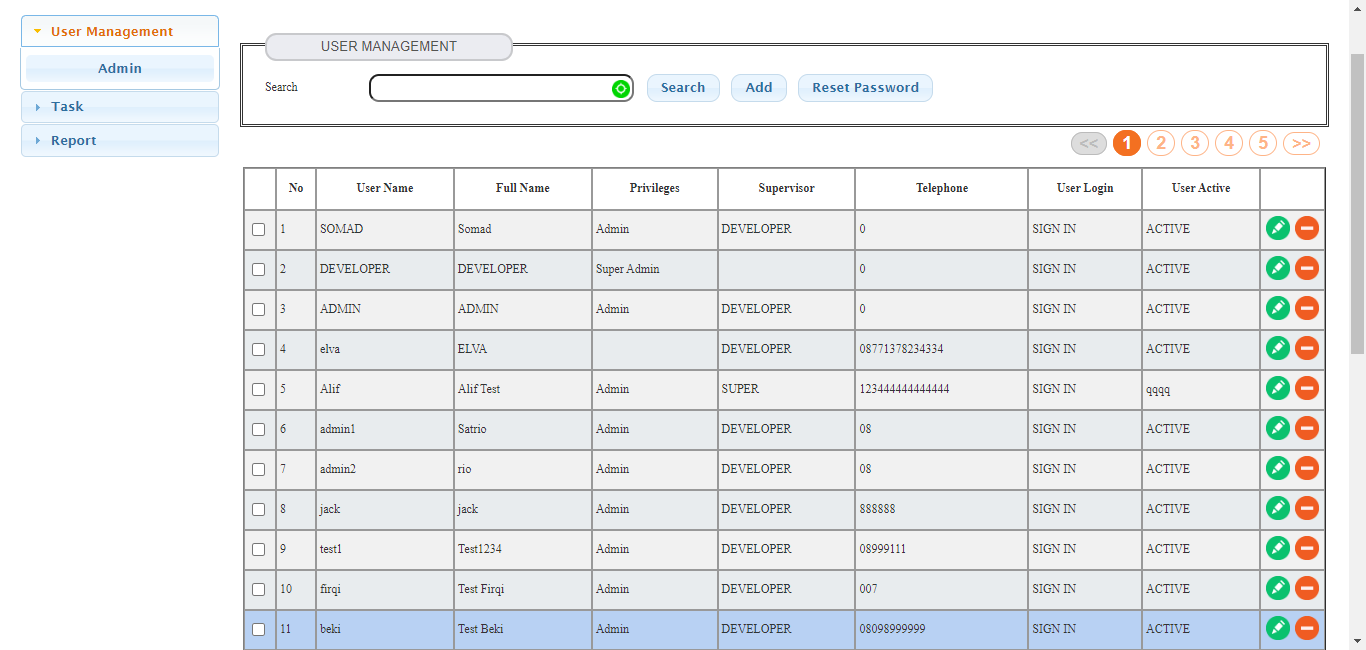 User Management
Admin
Task
Report
USER MANAGEMENT
Search Search Add Reset Password
<< 1 2 3 4 5 >>
No User Name Full Name Privileges Supervisor Telephone User Login User Active
1 SOMAD Somad Admin DEVELOPER 0 SIGN IN ACTIVE
2 DEVELOPER DEVELOPER Super Admin 0 SIGN IN ACTIVE
3 ADMIN ADMIN Admin DEVELOPER 0 SIGN IN ACTIVE
4 elva ELVA DEVELOPER 08771378234334 SIGN IN ACTIVE
5 Alif Alif Test Admin SUPER 123444444444444 SIGN IN qqqq
6 admin1 Satrio Admin DEVELOPER 08 SIGN IN ACTIVE
7 admin2 rio Admin DEVELOPER 08 SIGN IN ACTIVE
8 jack jack Admin DEVELOPER 888888 SIGN IN ACTIVE
9 test1 Test1234 Admin DEVELOPER 08999111 SIGN IN ACTIVE
10 firqi Test Firqi Admin DEVELOPER 007 SIGN IN ACTIVE
11 beki Test Beki Admin DEVELOPER 08098999999 SIGN IN ACTIVE